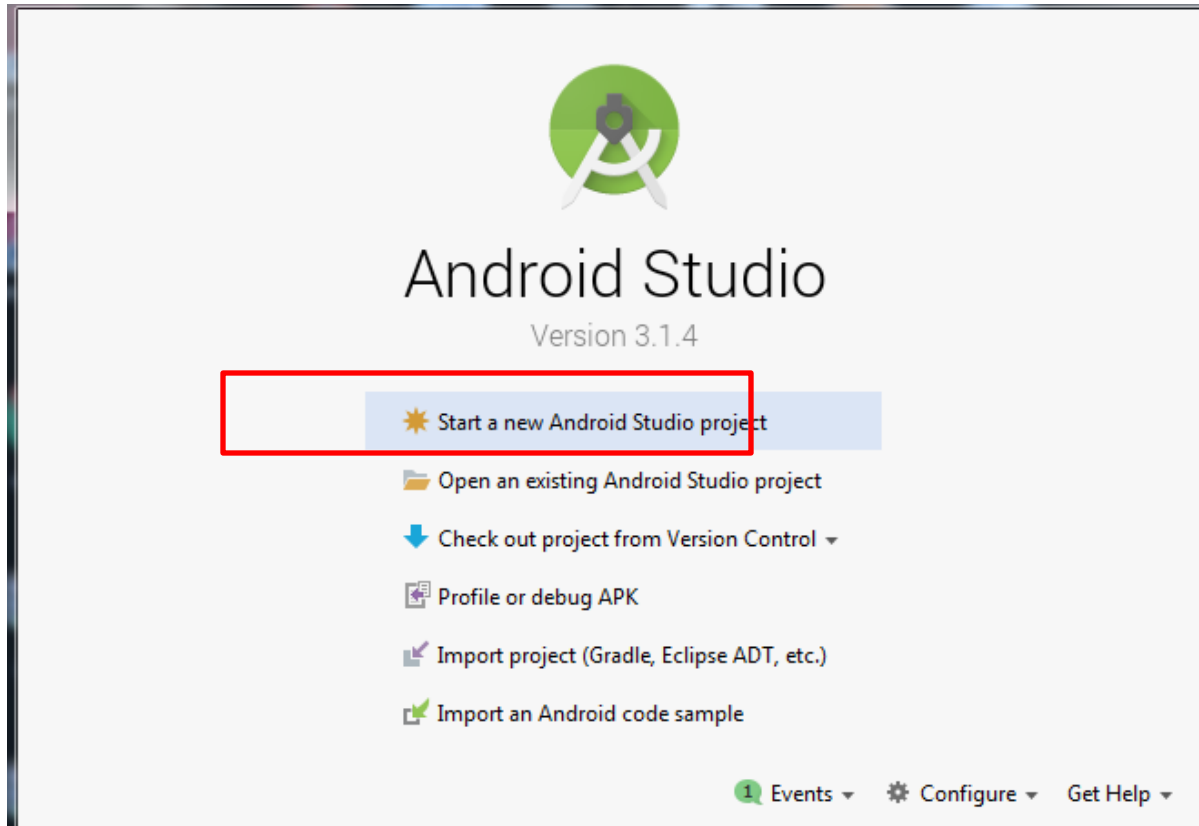 Android Studio
Version 3.1.4
Start a new Android Studio project
Open an existing Android Studio project
Check out project from Version Control
Profile or debug APK
Import project (Gradle, Eclipse ADT, etc.)
Import an Android code sample
1 Events Configure Get Help